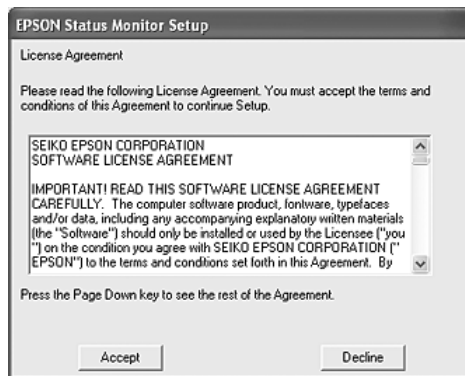 EPSON Status Monitor Setup
License Agreement
Please read the following License Agreement. You must accept the terms and
conditions of this Agreement to continue Setup.
SEIKO EPSON CORPORATION
SOFTWARE LICENSE AGREEMENT
IMPORTANT! READ THIS SOFTWARE LICENSE AGREEMENT
CAREFULLY. The computer software product, fontware, typefaces
and/or data, including any accompanying explanatory written materials
(the "Software") should only be installed or used by the Licensee ("you
") on the condition you agree with SEIKO EPSON CORPORATION ("
EPSON") to the terms and conditions set forth in this Agreement. By
Press the Page Down key to see the rest of the Agreement.
Accept
Decline